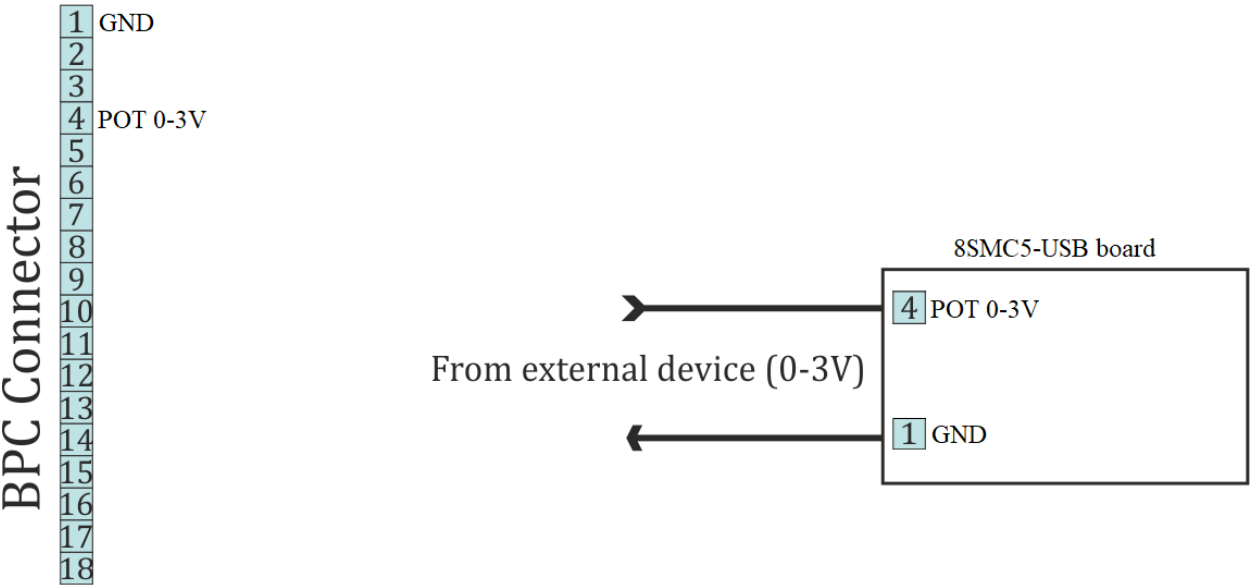 BPC Connector
1 GND
2
3
4 POT 0-3V
5
6
7
8
9
10
11
12
13
14
15
16
17
18
8SMC5-USB board
4 POT 0-3V
From external device (0-3V)
1 GND